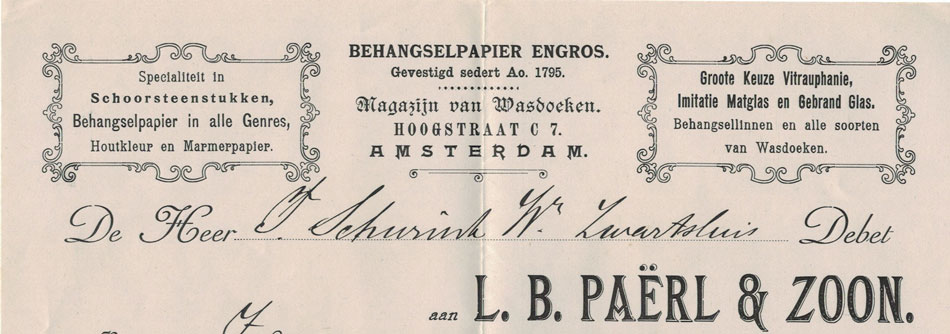 Specialiteit in
Schoorsteenstukken,
Behangselpapier in alle Genres,
Houtkleur en Marmerpapier.
BEHANGSELPAPIER ENGROS.
Gevestigd sedert Ao. 1795.
Magazijn van Wasdoeken.
HOOGSTRAAT C 7.
AMSTERDAM.
Groote Keuze Vitrauphanie,
Imitatie Matglas en Gebrand Glas.
Behangsellinnen en alle soorten
van Wasdoeken.
De Heer J. Schurink Wr. Zwartsluis Debet
aan L. B. PAËRL & ZOON.